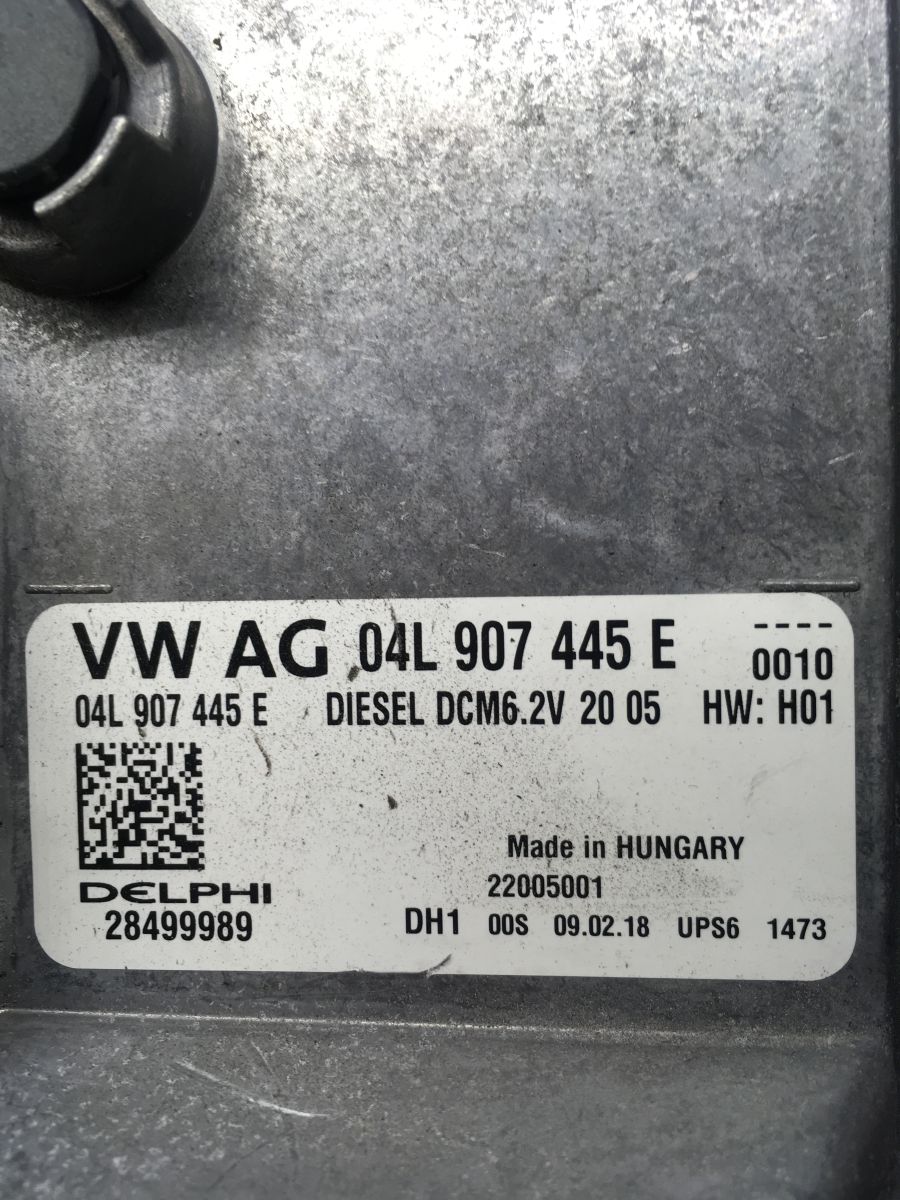 VW AG 04L 907 445 E ----
0010
04L 907 445 E DIESEL DCM6.2V 20 05 HW: H01
Made in HUNGARY
DELPHI 22005001
28499989 DH1 00S 09.02.18 UPS6 1473